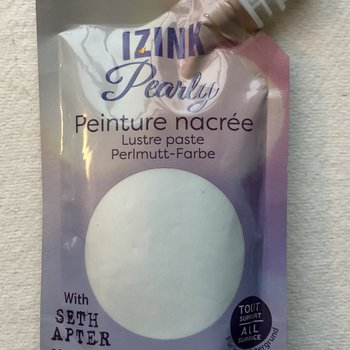 IZINK
Pearly
Peinture nacrée
Lustre paste
Perlmutt-Farbe
With
SETH
APTER
TOUT
SUPPORT
ALL
SURFACE